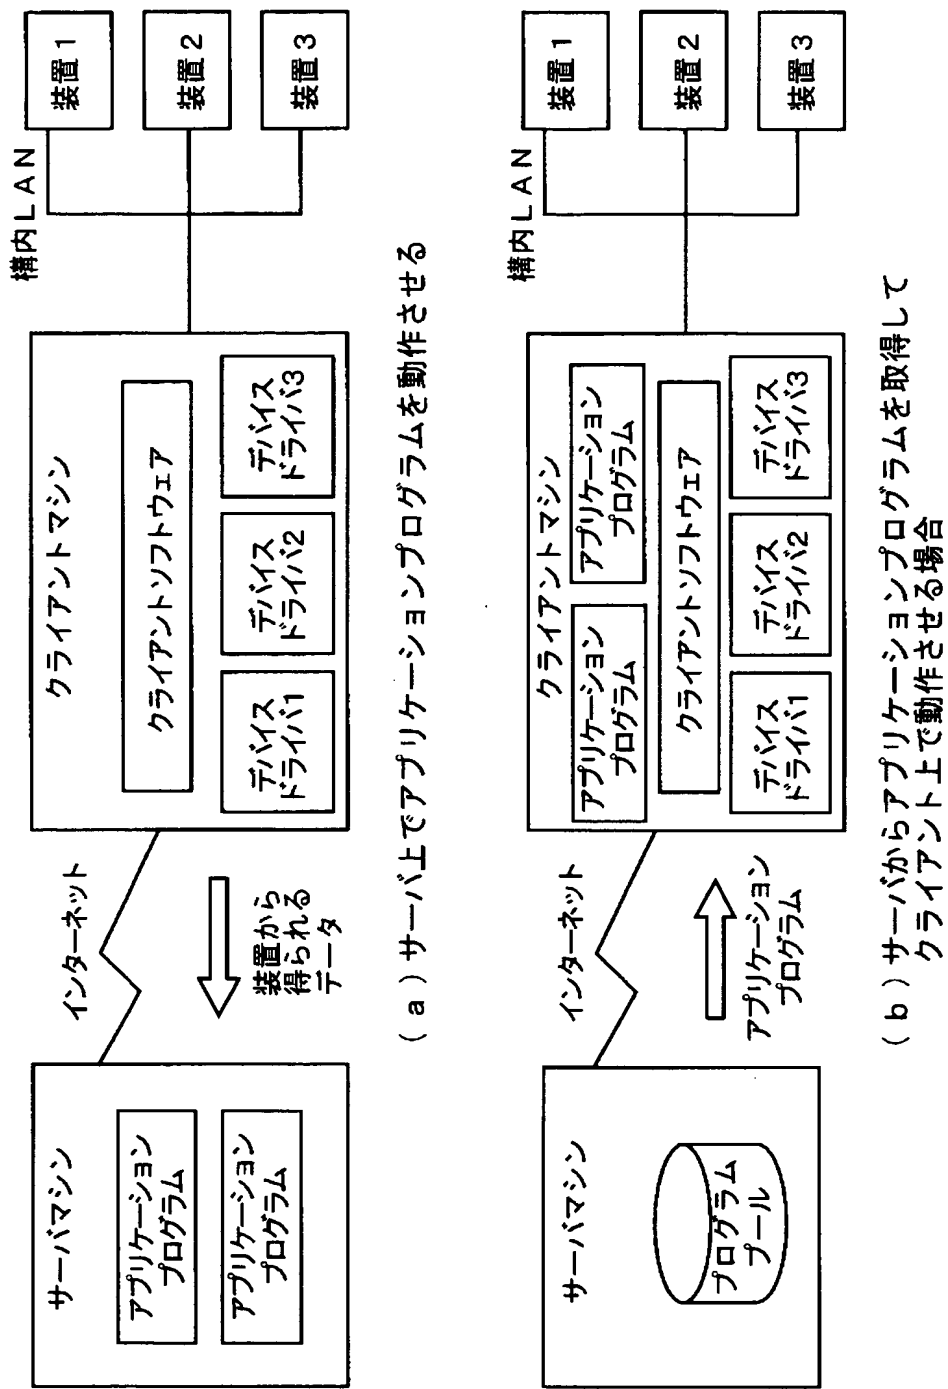 サーバマシン
アプリケーション
プログラム
アプリケーション
プログラム
インターネット
装置から
得られる
データ
クライアントマシン
クライアントソフトウェア
デバイス
ドライバ1
デバイス
ドライバ2
デバイス
ドライバ3
構内LAN
装置1
装置2
装置3
(a)サーバ上でアプリケーションプログラムを動作させる
サーバマシン
プログラム
プール
インターネット
アプリケーション
プログラム
クライアントマシン
アプリケーション
プログラム
アプリケーション
プログラム
クライアントソフトウェア
デバイス
ドライバ1
デバイス
ドライバ2
デバイス
ドライバ3
構内LAN
装置1
装置2
装置3
(b)サーバからアプリケーションプログラムを取得して
クライアント上で動作させる場合